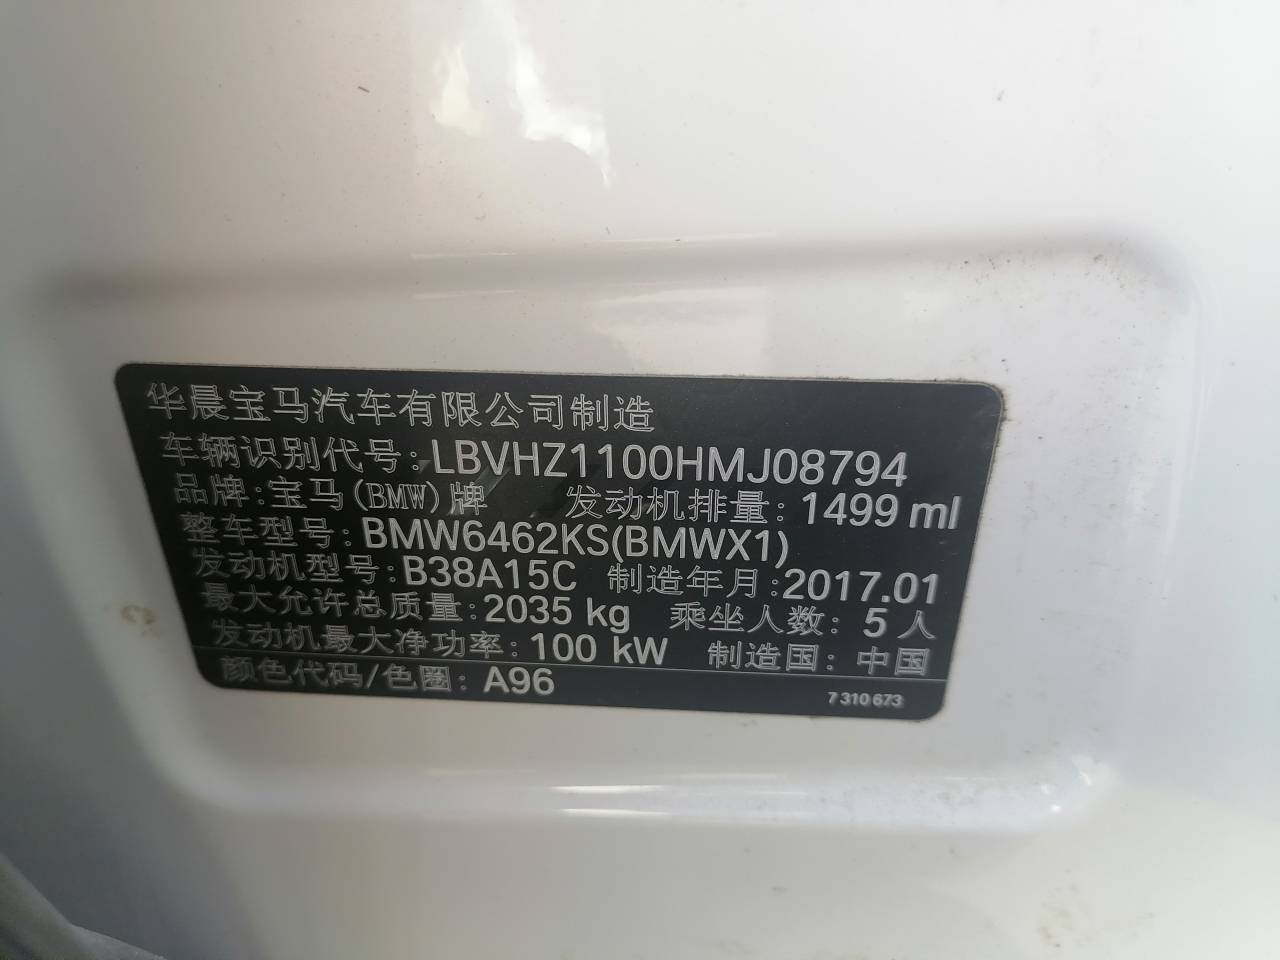 华晨宝马汽车有限公司制造
车辆识别代号: LBVHZ1100HMJ08794
品牌: 宝马(BMW)牌 发动机排量: 1499 ml
整车型号: BMW6462KS(BMWX1)
发动机型号: B38A15C 制造年月: 2017.01
最大允许总质量: 2035 kg 乘坐人数: 5 人
发动机最大净功率: 100 kW 制造国: 中国
颜色代码/色圈: A96 7 310 673